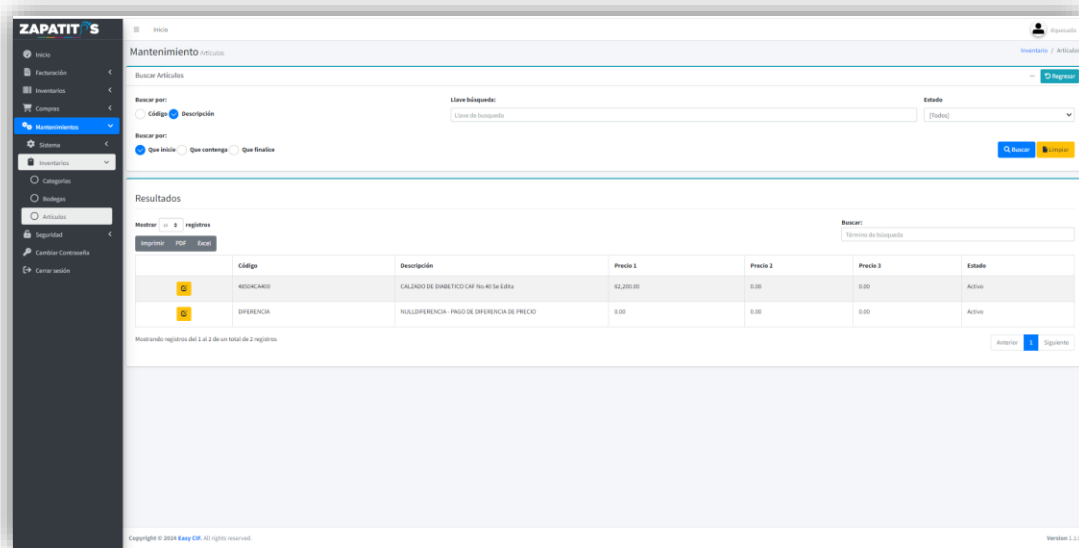 ZAPATIT S
Inicio
dquesada
Inicio
Facturación
Inventarios
Compras
Mantenimientos
Sistema
Inventarios
Categorías
Bodegas
Artículos
Seguridad
Cambiar Contraseña
Cerrar sesión
Mantenimiento Artículos
Inventario / Artículos
Buscar Artículos
Regresar
Buscar por:
Llave búsqueda:
Estado
Código Descripción
Llave de busqueda
[Todos]
Buscar por:
Que inicie Que contenga Que finalice
Buscar Limpiar
Resultados
Mostrar registros
Buscar:
Término de búsqueda
Imprimir PDF Excel
Código Descripción Precio 1 Precio 2 Precio 3 Estado
CALZADO DE DIABETICO CAF No.40 Se Edita 62,200.00 0.00 0.00 Activo
DIFERENCIA NULLDIFERENCIA - PAGO DE DIFERENCIA DE PRECIO 0.00 0.00 0.00 Activo
Mostrando registros del 1 al 2 de un total de 2 registros
Anterior 1 Siguiente
Copyright © 2024 Easy CIF. All rights reserved.
Version